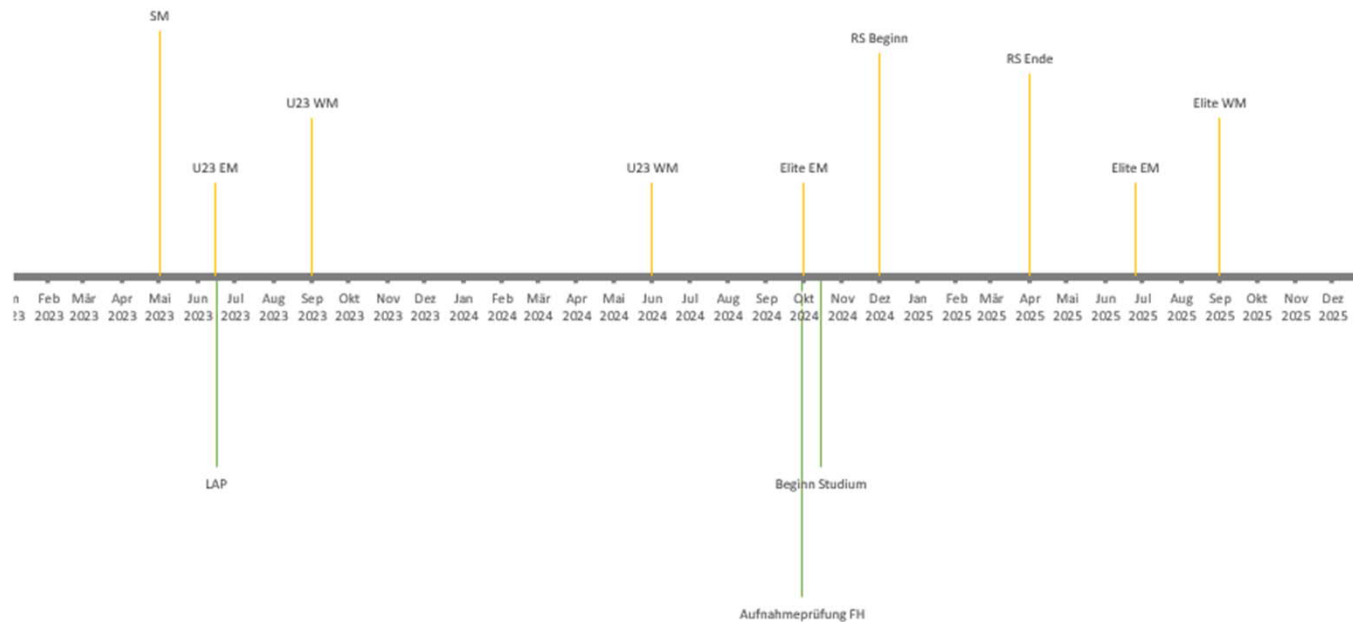 SM
RS Beginn
RS Ende
U23 WM
Elite WM
U23 EM
U23 WM
Elite EM
Elite EM
n Feb Mär Apr Mai Jun Jul Aug Sep Okt Nov Dez Jan Feb Mär Apr Mai Jun Jul Aug Sep Okt Nov Dez Jan Feb Mär Apr Mai Jun Jul Aug Sep Okt Nov Dez
23 2023 2023 2023 2023 2023 2023 2023 2023 2023 2023 2023 2024 2024 2024 2024 2024 2024 2024 2024 2024 2024 2024 2024 2025 2025 2025 2025 2025 2025 2025 2025 2025 2025 2025 2025
LAP
Beginn Studium
Aufnahmeprüfung FH